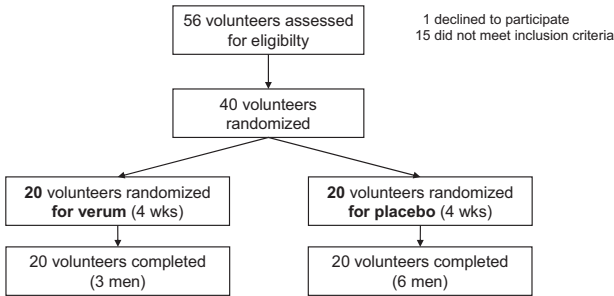 56 volunteers assessed
for eligibilty
1 declined to participate
15 did not meet inclusion criteria
40 volunteers
randomized
20 volunteers randomized
for verum (4 wks)
20 volunteers randomized
for placebo (4 wks)
20 volunteers completed
(3 men)
20 volunteers completed
(6 men)